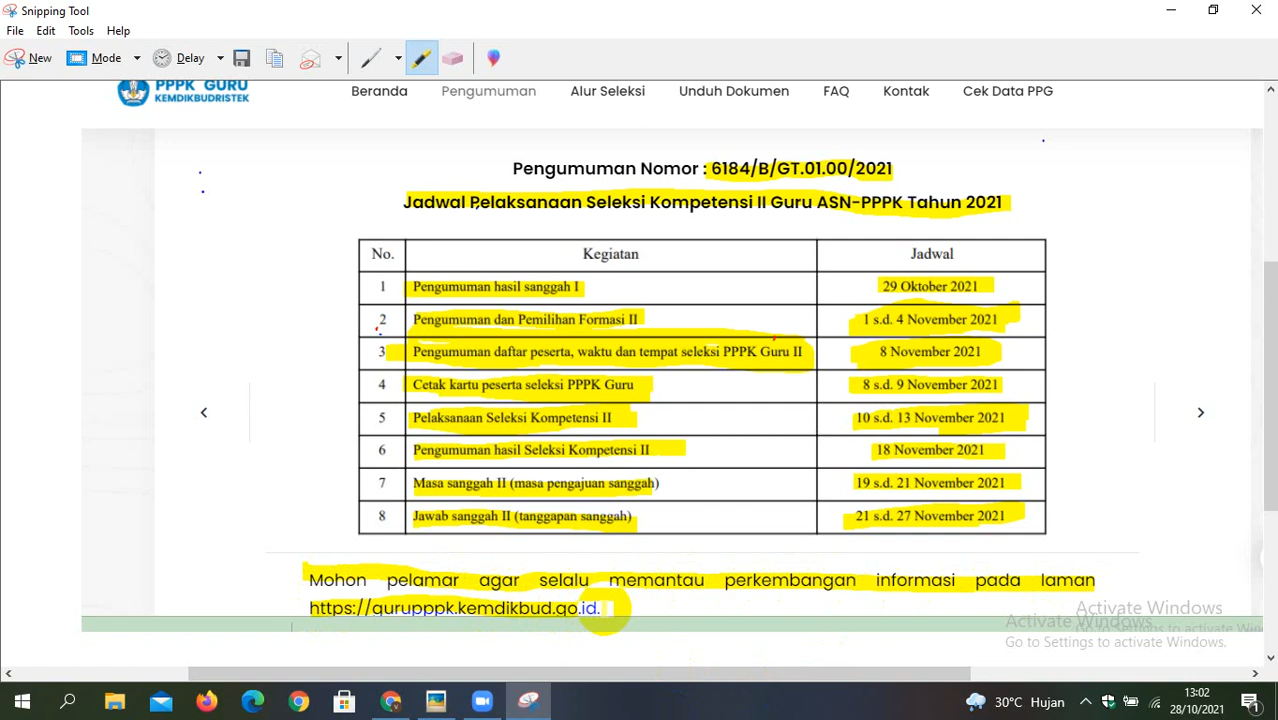 Snipping Tool
File Edit Tools Help
New Mode Delay
PPPK GURU
KEMDIKBUDRISTEK
Beranda Pengumuman Alur Seleksi Unduh Dokumen FAQ Kontak Cek Data PPG
Pengumuman Nomor : 6184/B/GT.01.00/2021
Jadwal Pelaksanaan Seleksi Kompetensi II Guru ASN-PPPK Tahun 2021
No. Kegiatan Jadwal
1 Pengumuman hasil sanggah I 29 Oktober 2021
2 Pengumuman dan Pemilihan Formasi II 1 s.d. 4 November 2021
3 Pengumuman daftar peserta, waktu dan tempat seleksi PPPK Guru II 8 November 2021
4 Cetak kartu peserta seleksi PPPK Guru 8 s.d. 9 November 2021
5 Pelaksanaan Seleksi Kompetensi II 10 s.d. 13 November 2021
6 Pengumuman hasil Seleksi Kompetensi II 18 November 2021
7 Masa sanggah II (masa pengajuan sanggah) 19 s.d. 21 November 2021
8 Jawab sanggah II (tanggapan sanggah) 21 s.d. 27 November 2021
Mohon pelamar agar selalu memantau perkembangan informasi pada laman
https://gurupppk.kemdikbud.go.id.
Activate Windows
Activate Windows
Go to Settings to activate Windows.
30°C Hujan
13:02
28/10/2021
1